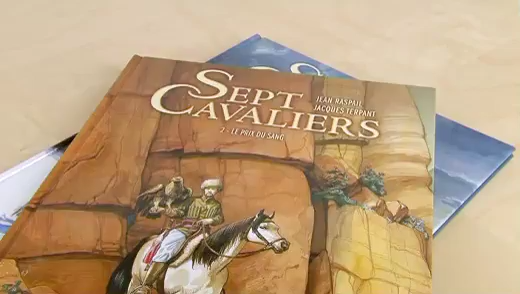 SEPT
CAVALIERS
JEAN RASPAIL
JACQUES TERPANT
2 - LE PRIX DU SANG